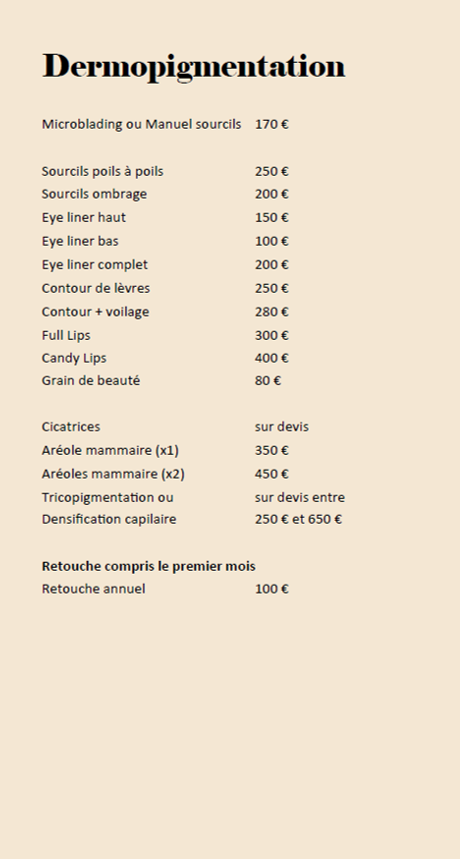 Dermopigmentation
Microblading ou Manuel sourcils 170 €
Sourcils poils à poils 250 €
Sourcils ombrage 200 €
Eye liner haut 150 €
Eye liner bas 100 €
Eye liner complet 200 €
Contour de lèvres 250 €
Contour + voilage 280 €
Full Lips 300 €
Candy Lips 400 €
Grain de beauté 80 €
Cicatrices sur devis
Aréole mammaire (x1) 350 €
Aréoles mammaire (x2) 450 €
Tricopigmentation ou sur devis entre
Densification capilaire 250 € et 650 €
Retouche compris le premier mois
Retouche annuel 100 €